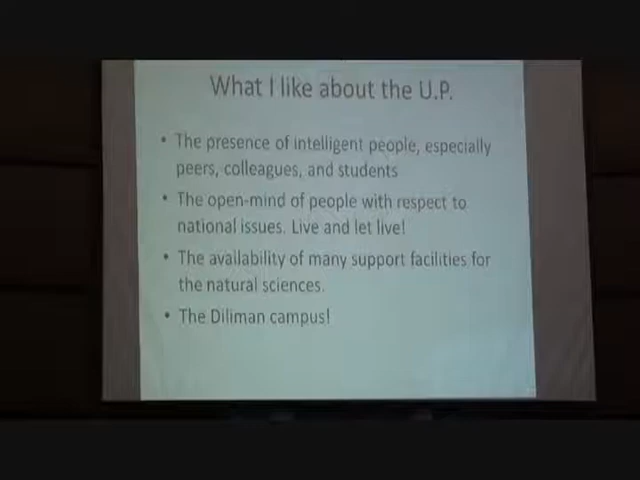 What I like about the U.P.
• The presence of intelligent people, especially
peers, colleagues, and students
• The open-mind of people with respect to
national issues. Live and let live!
• The availability of many support facilities for
the natural sciences.
• The Diliman campus!